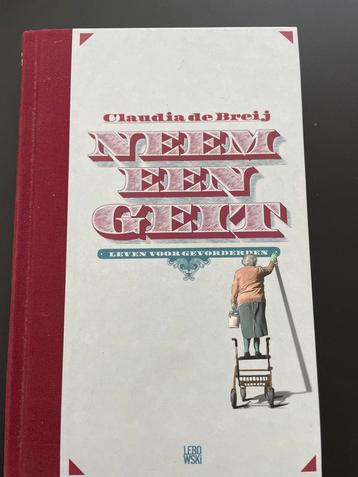 Claudia de Breij
NEEM
EEN
GEIT
LEVEN VOOR GEVORDERDEN
LEBO
WSKI